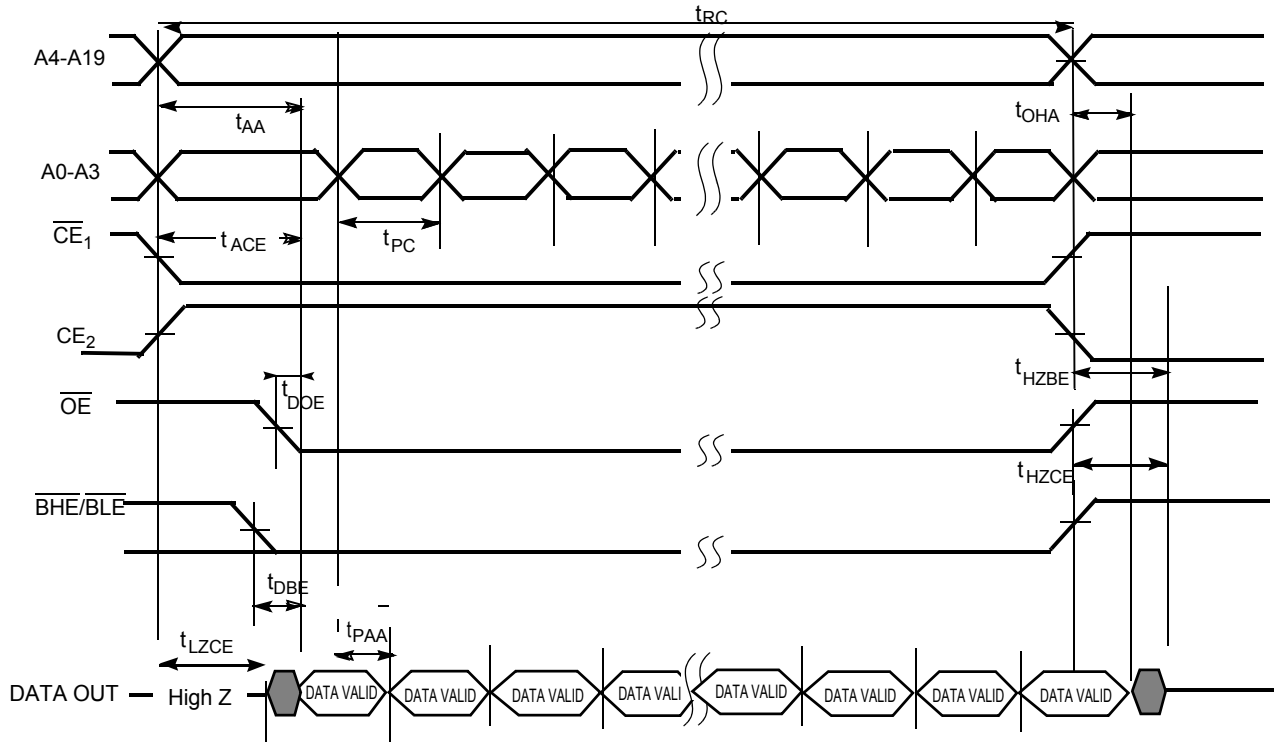 tRC
A4-A19
tAA
tOHA
A0-A3
CE1
tACE
tPC
CE2
tHZBE
tDOE
OE
tHZCE
BHE/BLE
tDBE
tPAA
tLZCE
DATA OUT High Z DATA VALID DATA VALID DATA VALID DATA VALI DATA VALID DATA VALID DATA VALID DATA VALID